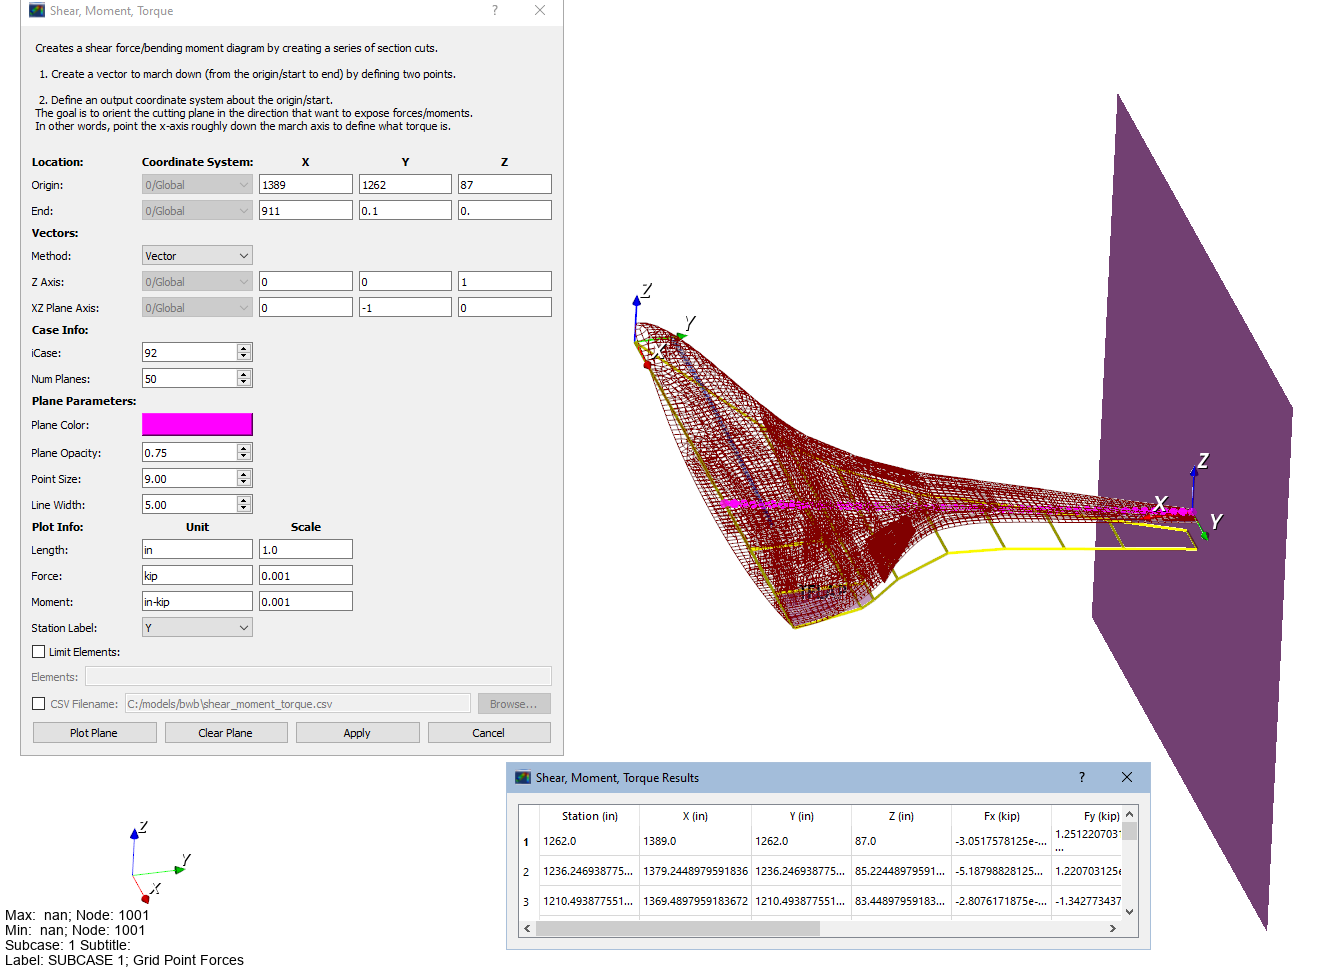 Shear, Moment, Torque
?
Creates a shear force/bending moment diagram by creating a series of section cuts.
1. Create a vector to march down (from the origin/start to end) by defining two points.
2. Define an output coordinate system about the origin/start.
The goal is to orient the cutting plane in the direction that want to expose forces/moments.
In other words, point the x-axis roughly down the march axis to define what torque is.
Location: Coordinate System: X Y Z
Origin: 0/Global 1389 1262 87
End: 0/Global 911 0.1 0.
Vectors:
Method: Vector
Z Axis: 0/Global 0 0 1
XZ Plane Axis: 0/Global 0 -1 0
Case Info:
iCase: 92
Num Planes: 50
Plane Parameters:
Plane Color:
Plane Opacity: 0.75
Point Size: 9.00
Line Width: 5.00
Plot Info: Unit Scale
Length: in 1.0
Force: kip 0.001
Moment: in-kip 0.001
Station Label: Y
Limit Elements:
Elements:
CSV Filename: C:/models/bwb\shear_moment_torque.csv Browse...
Plot Plane Clear Plane Apply Cancel
Z
Y
X
Z
X
Y
Shear, Moment, Torque Results
?
Station (in) X (in) Y (in) Z (in) Fx (kip) Fy (kip)
1 1262.0 1389.0 1262.0 87.0 -3.0517578125e-... 1.2512207031 ...
2 1236.246938775... 1379.2448979591836 1236.246938775... 85.22448979591... -5.18798828125... 1.220703125e
3 1210.493877551... 1369.4897959183672 1210.493877551... 83.44897959183... -2.8076171875e-... -1.342773437
Z
Y
X
Max: nan; Node: 1001
Min: nan; Node: 1001
Subcase: 1 Subtitle:
Label: SUBCASE 1; Grid Point Forces